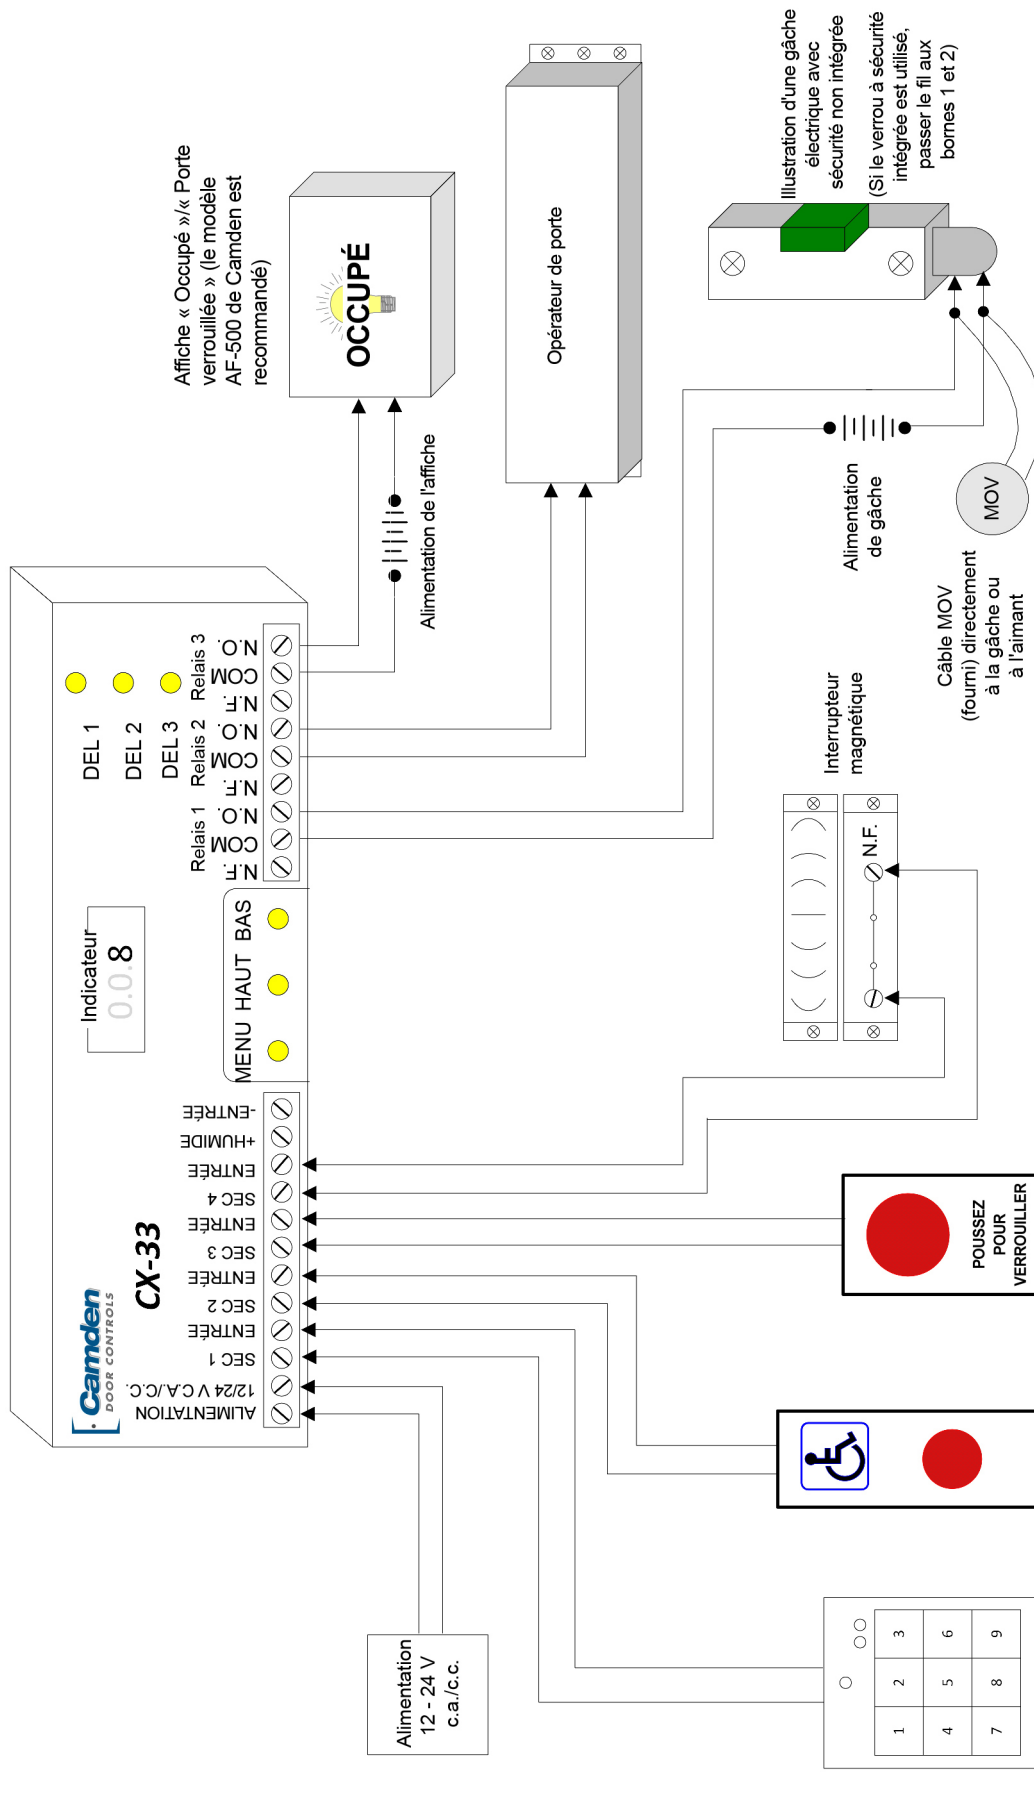 Camden
DOOR CONTROLS
CX-33
Indicateur
0.0.8
DEL 1
DEL 2
DEL 3
MENU HAUT BAS
ALIMENTATION
12/24 V C.A./C.C.
SEC 1
ENTRÉE
SEC 2
ENTRÉE
SEC 3
ENTRÉE
SEC 4
ENTRÉE
+HUMIDE
-ENTRÉE
Relais 1
N.F.
COM
N.O.
Relais 2
N.F.
COM
N.O.
Relais 3
N.F.
COM
N.O.
Affiche « Occupé »/« Porte
verrouillée » (le modèle
AF-500 de Camden est
recommandé)
OCCUPÉ
Alimentation de l'affiche
Opérateur de porte
Illustration d'une gâche
électrique avec
sécurité non intégrée
(Si le verrou à sécurité
intégrée est utilisé,
passer le fil aux
bornes 1 et 2)
Alimentation
de gâche
MOV
Câble MOV
(fourni) directement
à la gâche ou
à l'aimant
Interrupteur
magnétique
N.F.
POUSSEZ
POUR
VERROUILLER
Alimentation
12 - 24 V
c.a./c.c.
1 2 3
4 5 6
7 8 9